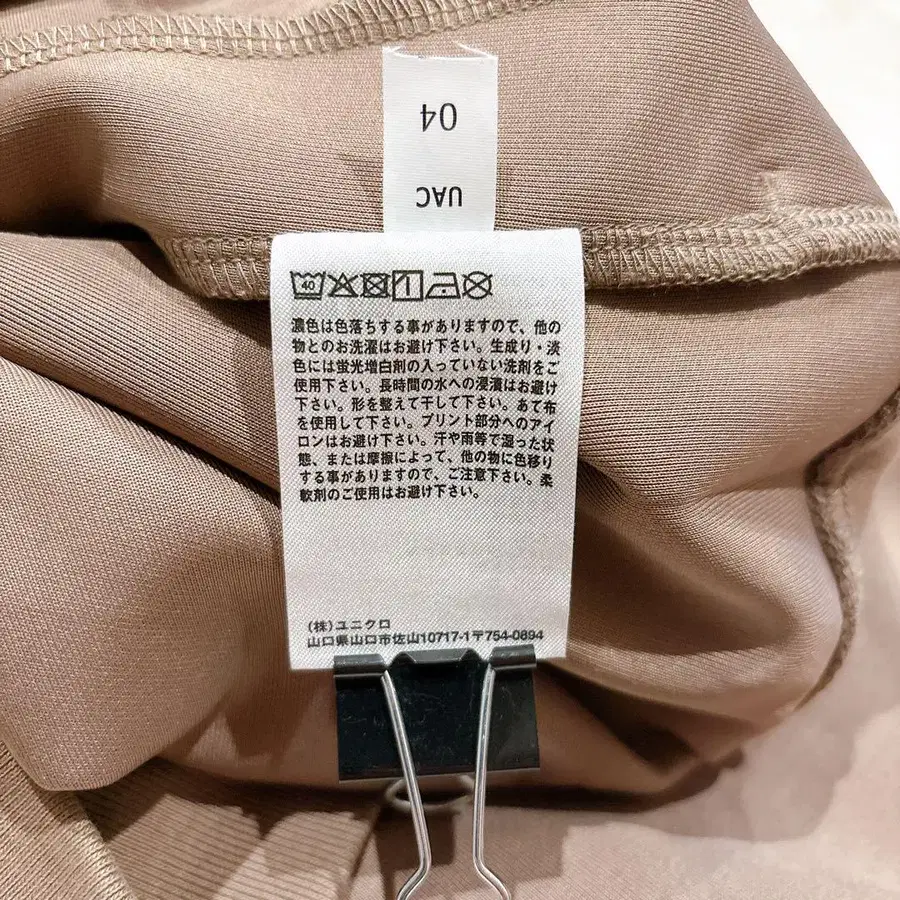 04
UAC
40
濃色は色落ちする事がありますので、他の
物とのお洗濯はお避け下さい。生成り・淡
色には蛍光増白剤の入っていない洗剤をご
使用下さい。長時間の水への浸漬はお避け
下さい。形を整えて干して下さい。あて布
を使用して下さい。プリント部分へのアイ
ロンはお避け下さい。汗や雨等で湿った状
態、または摩擦によって、他の物に色移り
する事がありますので、ご注意下さい。柔
軟剤のご使用はお避け下さい。
(株)ユニクロ
山口県山口市佐山10717-1〒754-0894